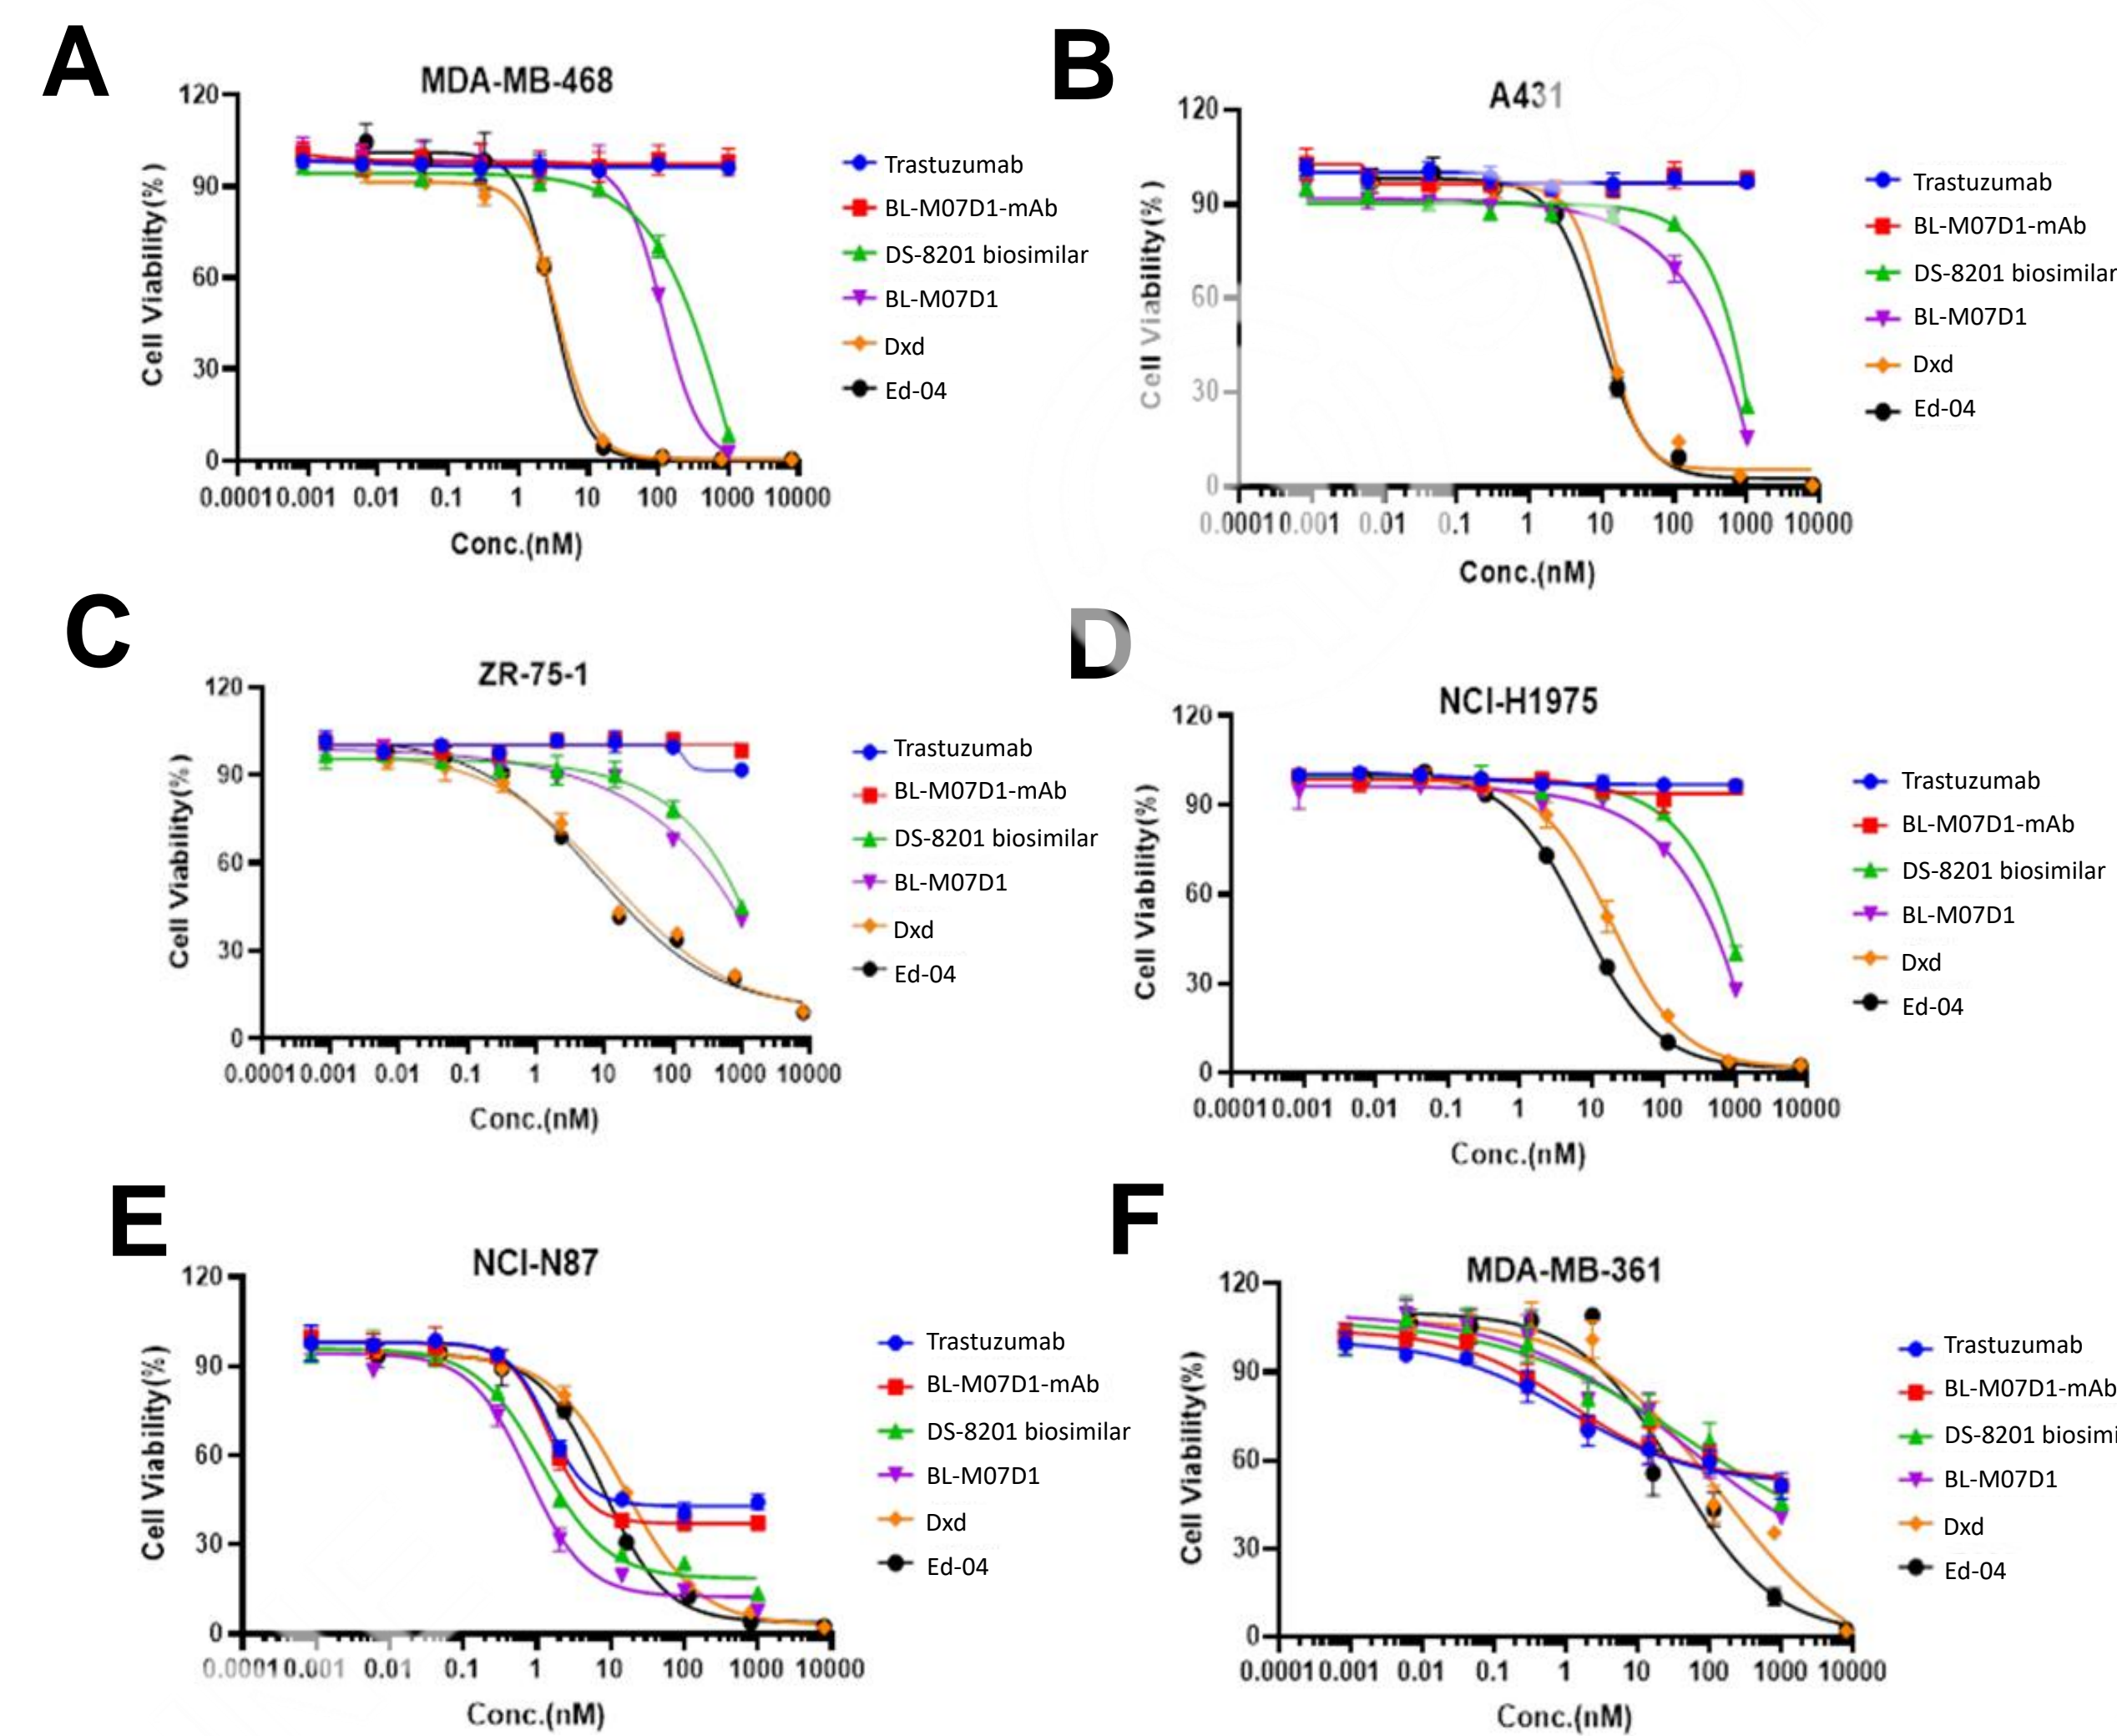 A
MDA-MB-468
120
90
60
30
0
Cell Viability(%)
0.0001 0.001 0.01 0.1 1 10 100 1000 10000
Conc.(nM)
Trastuzumab
BL-M07D1-mAb
DS-8201 biosimilar
BL-M07D1
Dxd
Ed-04
B
A431
120
90
60
30
0
Cell Viability(%)
0.0001 0.001 0.01 0.1 1 10 100 1000 10000
Conc.(nM)
Trastuzumab
BL-M07D1-mAb
DS-8201 biosimilar
BL-M07D1
Dxd
Ed-04
C
ZR-75-1
120
90
60
30
0
Cell Viability(%)
0.0001 0.001 0.01 0.1 1 10 100 1000 10000
Conc.(nM)
Trastuzumab
BL-M07D1-mAb
DS-8201 biosimilar
BL-M07D1
Dxd
Ed-04
D
NCI-H1975
120
90
60
30
0
Cell Viability(%)
0.0001 0.001 0.01 0.1 1 10 100 1000 10000
Conc.(nM)
Trastuzumab
BL-M07D1-mAb
DS-8201 biosimilar
BL-M07D1
Dxd
Ed-04
E
NCI-N87
120
90
60
30
0
Cell Viability(%)
0.0001 0.001 0.01 0.1 1 10 100 1000 10000
Conc.(nM)
Trastuzumab
BL-M07D1-mAb
DS-8201 biosimilar
BL-M07D1
Dxd
Ed-04
F
MDA-MB-361
120
90
60
30
0
Cell Viability(%)
0.0001 0.001 0.01 0.1 1 10 100 1000 10000
Conc.(nM)
Trastuzumab
BL-M07D1-mAb
DS-8201 biosimi
BL-M07D1
Dxd
Ed-04